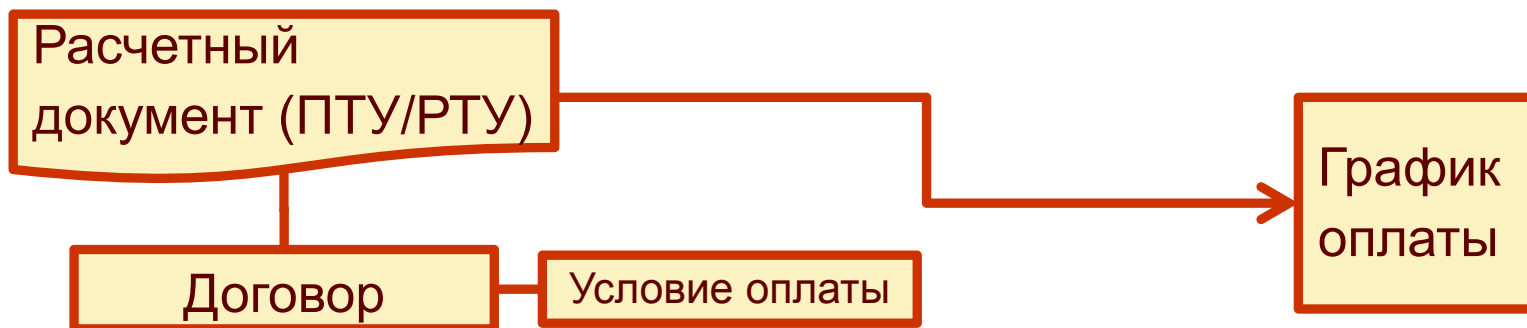 Расчетный
документ (ПТУ/РТУ)
График
оплаты
Договор
Условие оплаты